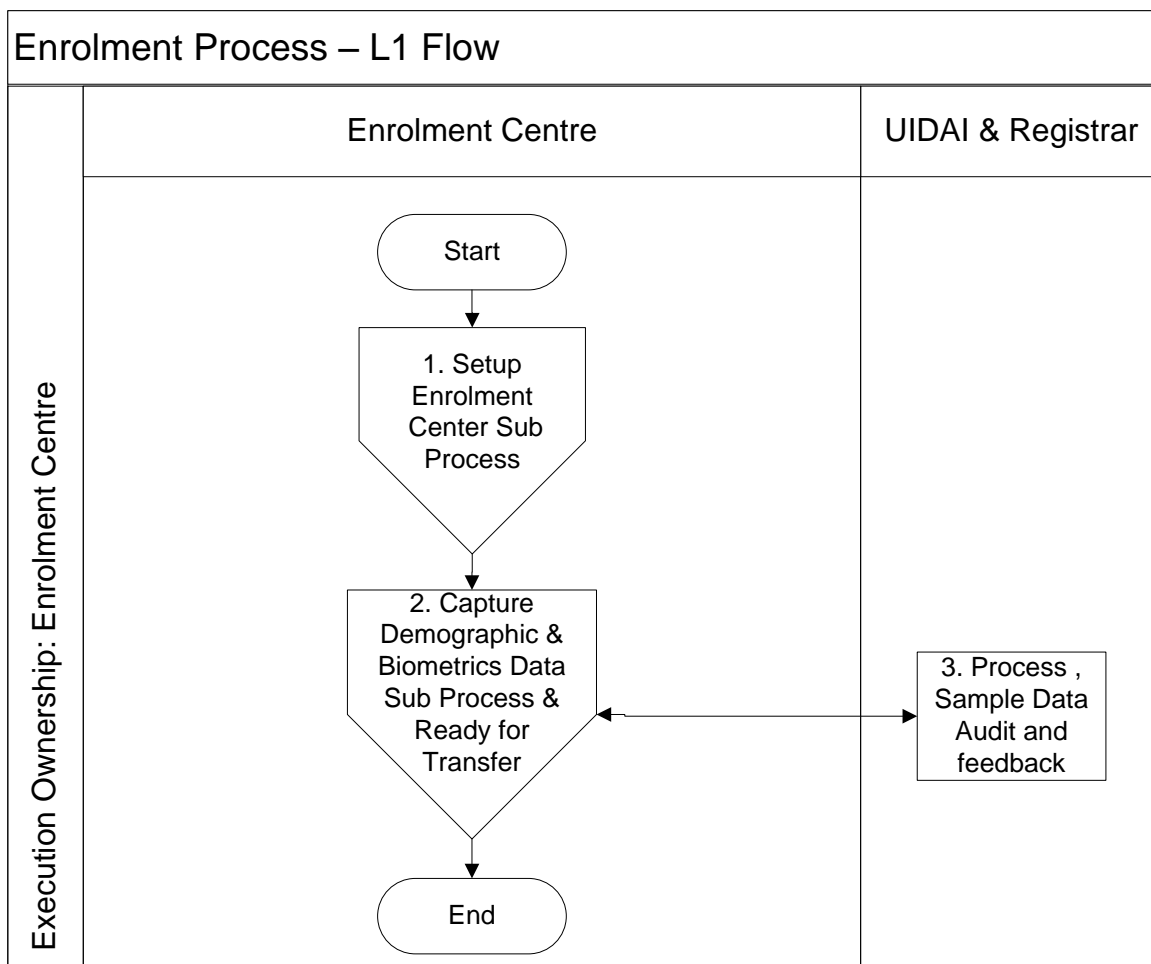 Enrolment Process – L1 Flow
Enrolment Centre
UIDAI & Registrar
Execution Ownership: Enrolment Centre
Start
1. Setup
Enrolment
Center Sub
Process
2. Capture
Demographic &
Biometrics Data
Sub Process &
Ready for
Transfer
3. Process ,
Sample Data
Audit and
feedback
End